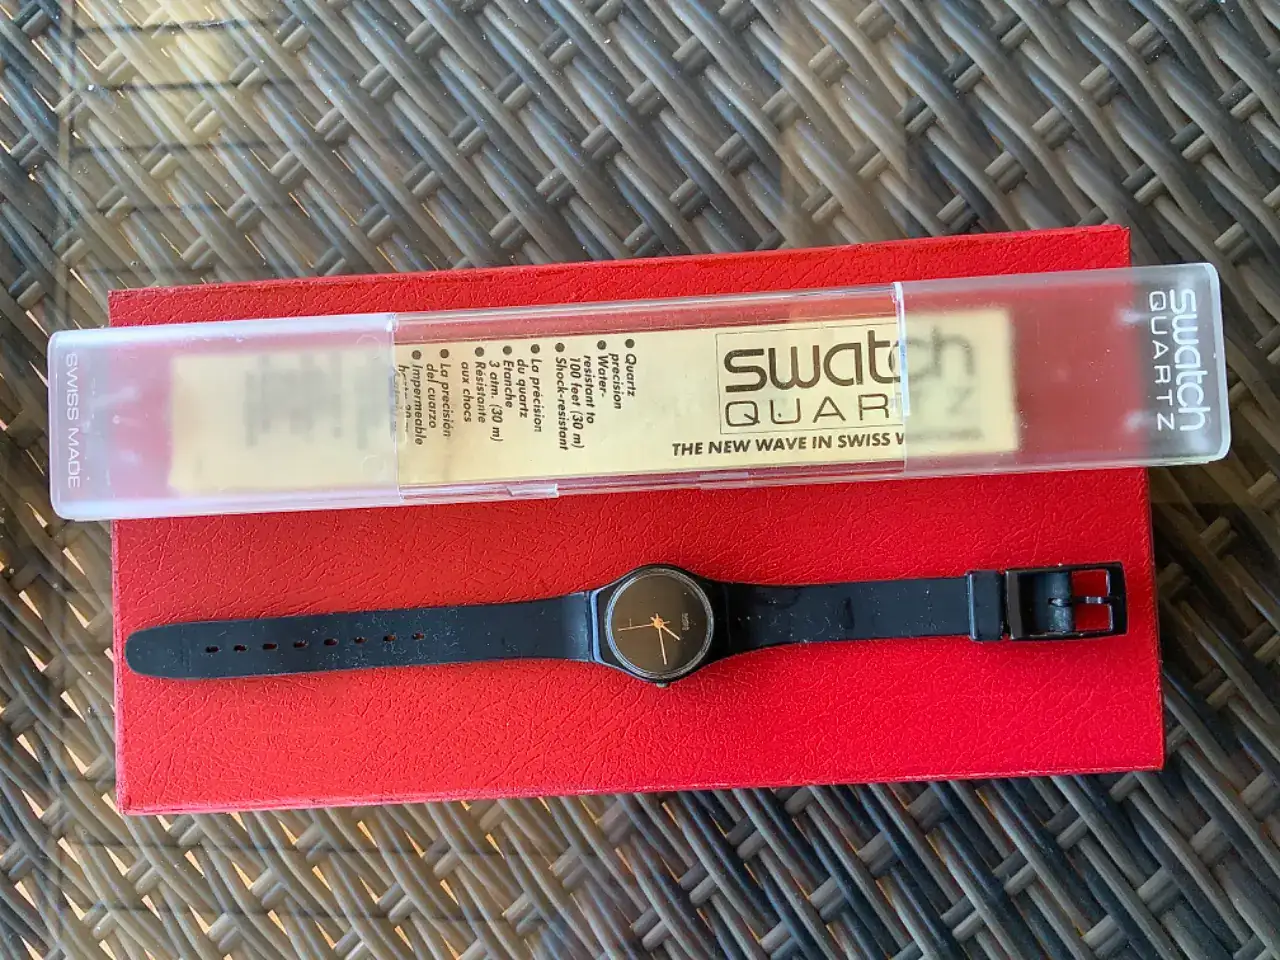 SWISS MADE
swatch
QUARTZ
swatch
QUARTZ
THE NEW WAVE IN SWISS W
• Quartz
precision
• Water-
resistant to
100 feet (30 m)
• Shock-resistant
• La précision
du quartz
• Etanche
3 atm. (30 m)
• Résistante
aux chocs
• La precisión
del cuarzo
• Impermeable